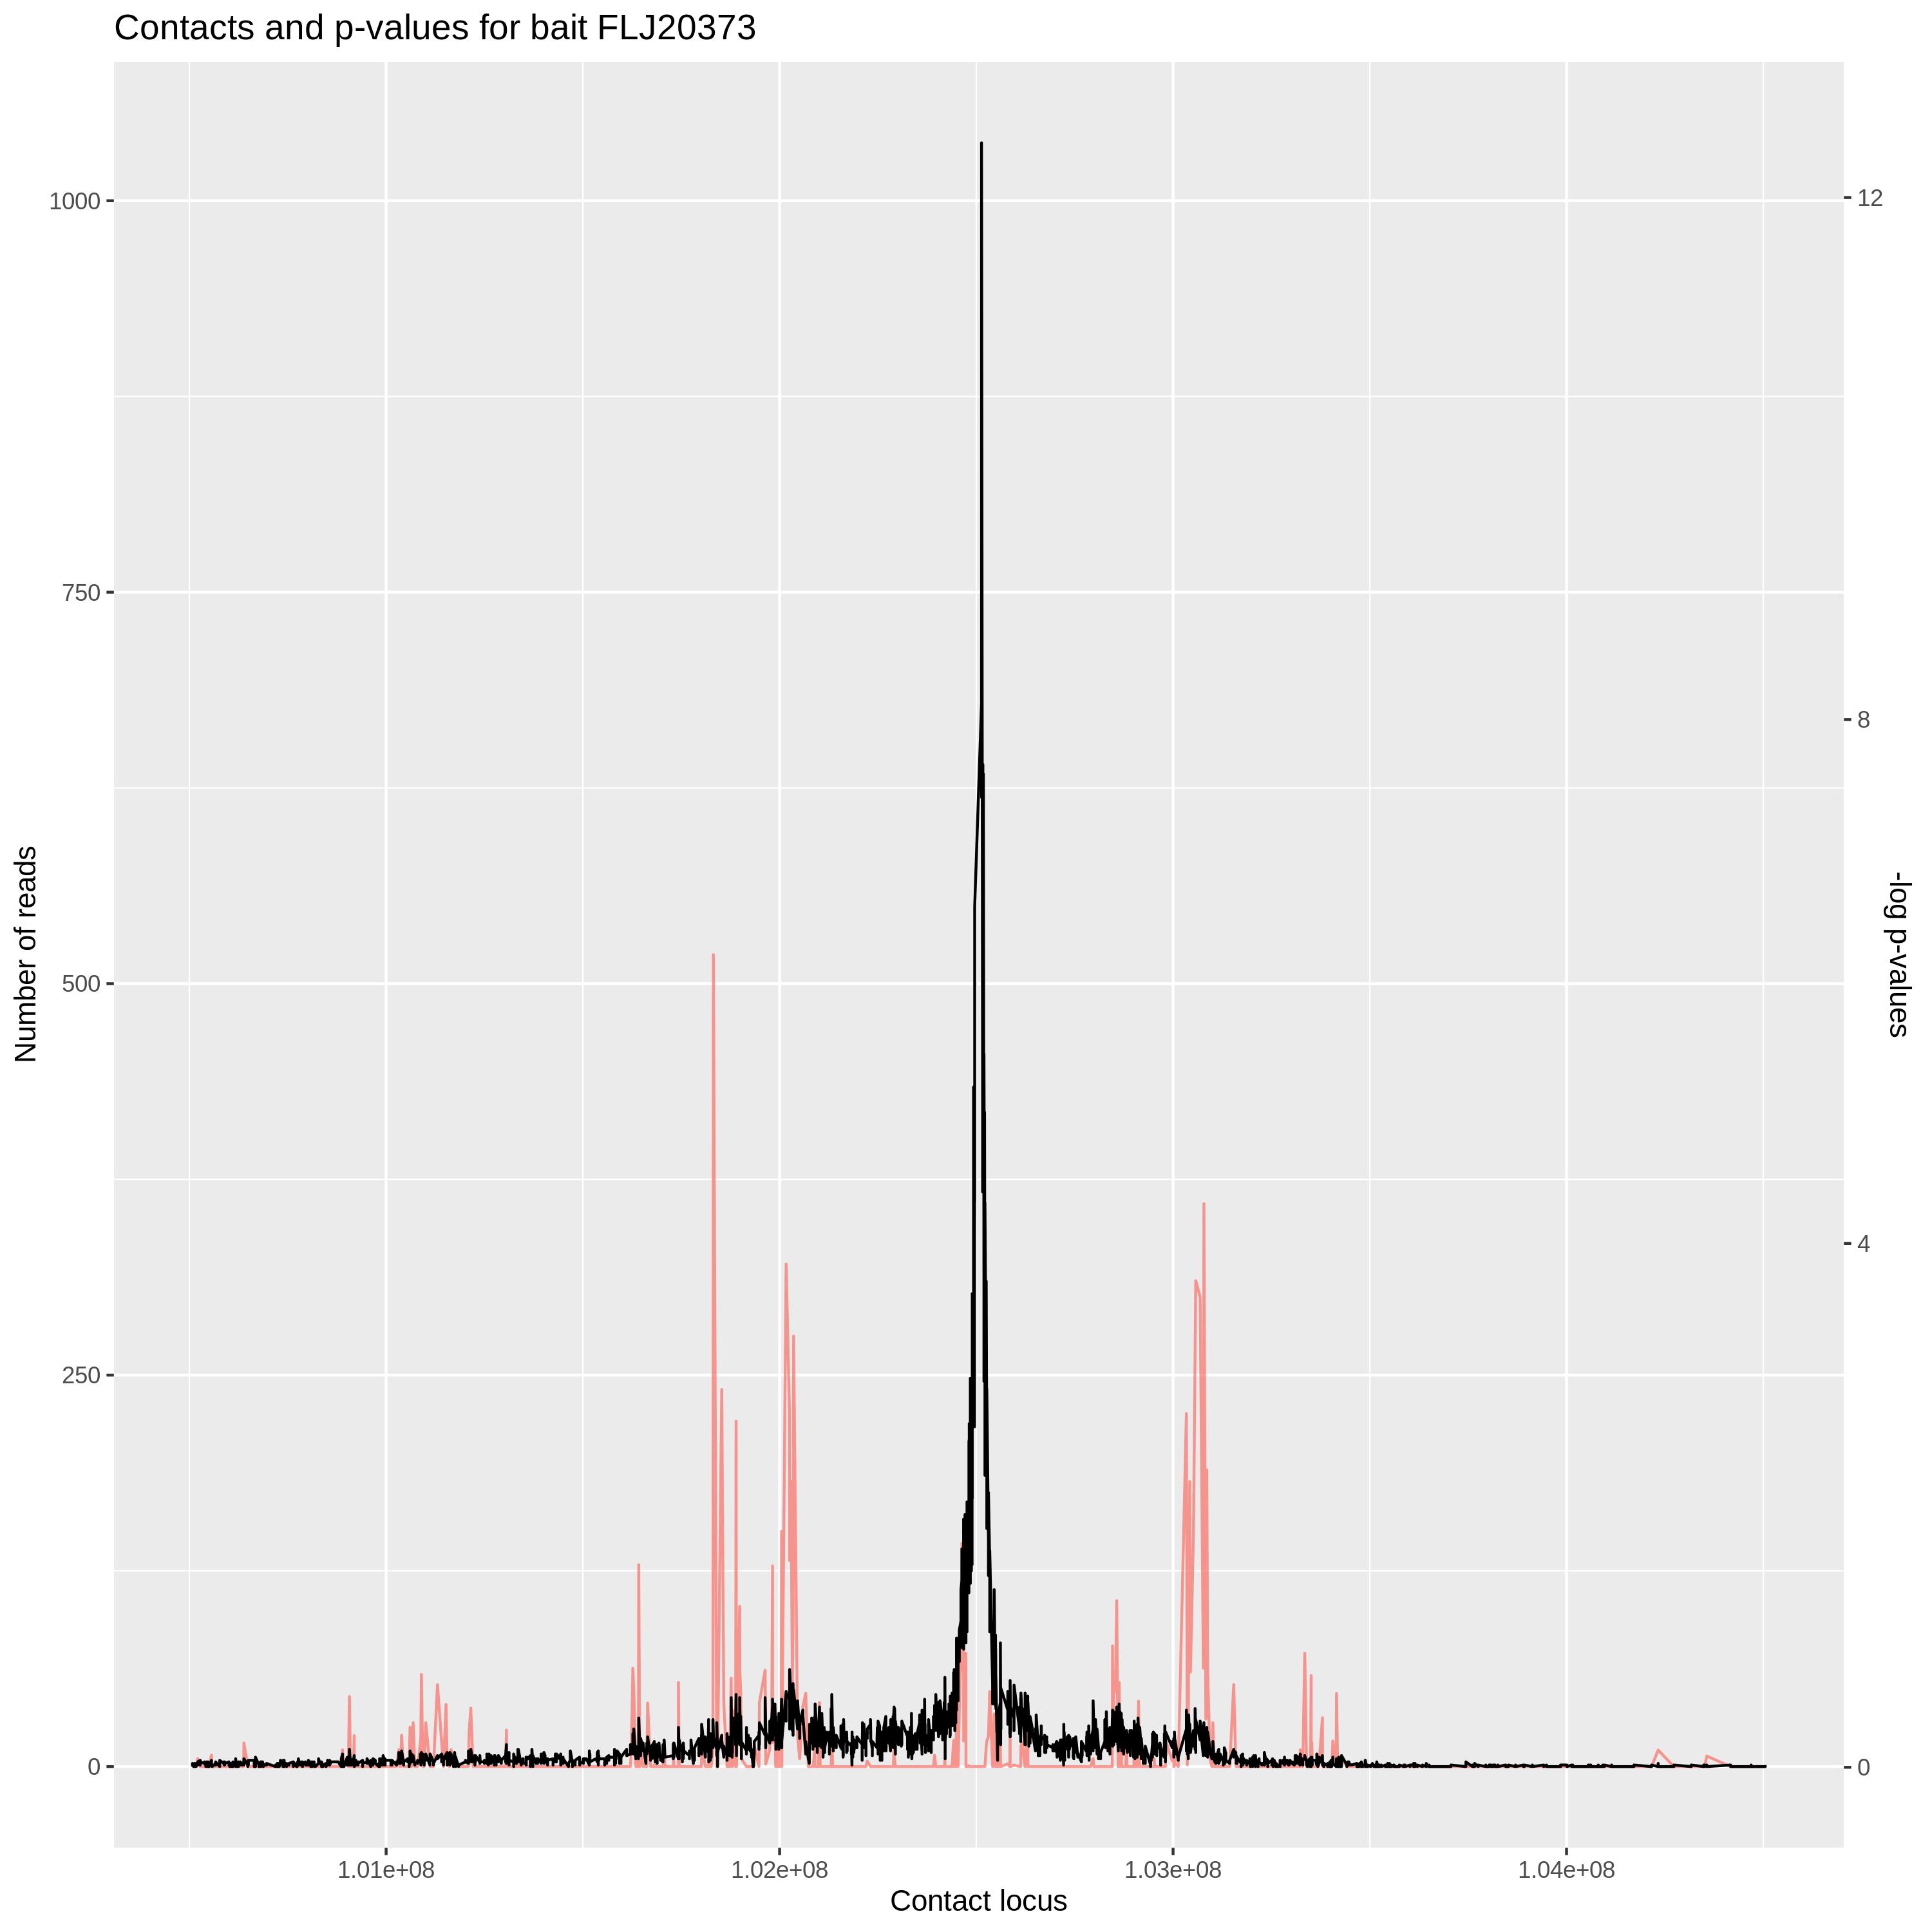 Contacts and p-values for bait FLJ20373
1000
750
500
250
0
Number of reads
12
8
4
0
-log p-values
1.01e+08
1.02e+08
1.03e+08
1.04e+08
Contact locus